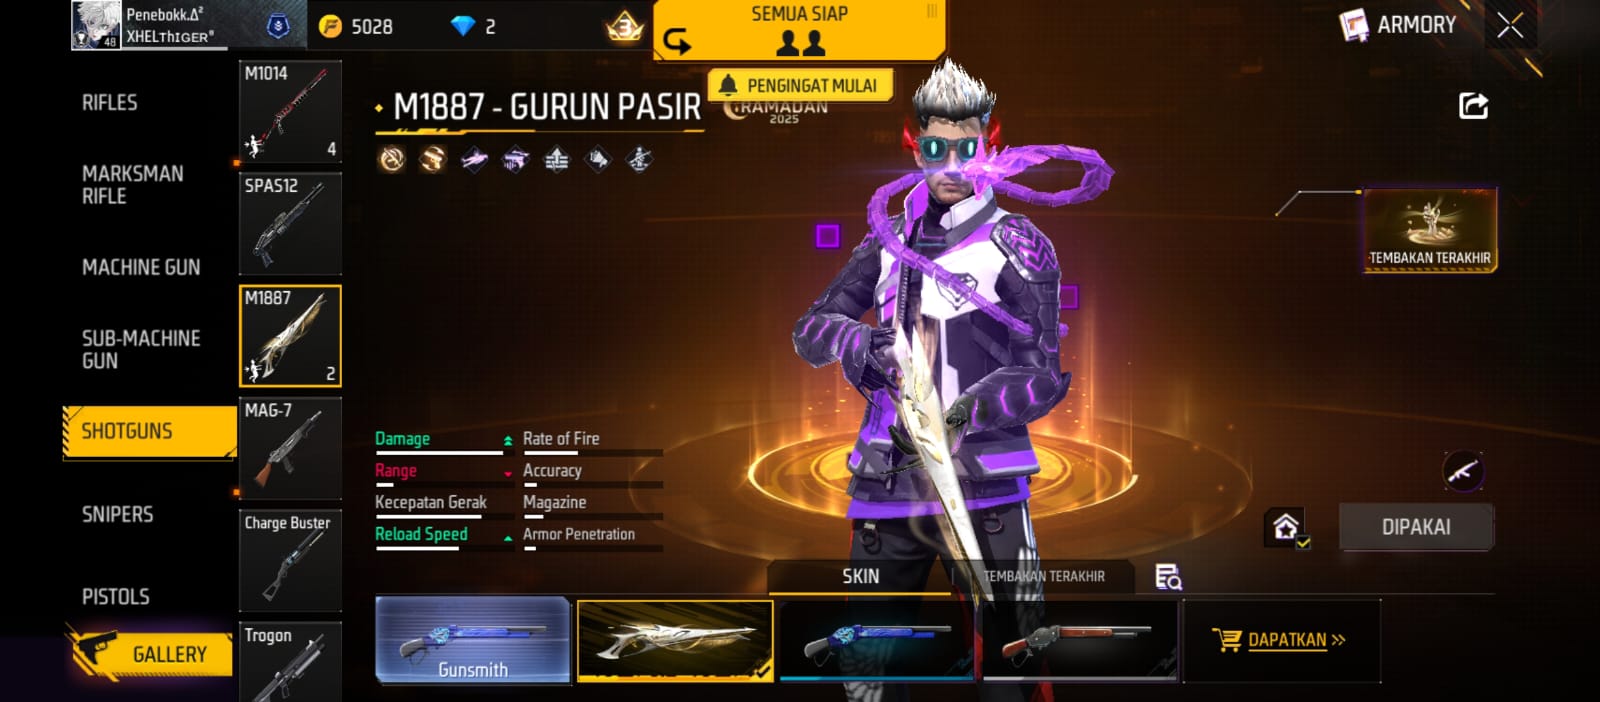 Penebokk.Δ²
XHELThIGER®
48
5028
2
3
SEMUA SIAP
PENGINGAT MULAI
ARMORY
RIFLES
MARKSMAN
RIFLE
MACHINE GUN
SUB-MACHINE
GUN
SHOTGUNS
SNIPERS
PISTOLS
GALLERY
M1014
4
SPAS12
M1887
2
MAG-7
Charge Buster
Trogon
M1887 - GURUN PASIR
RAMADAN
2025
Damage
Rate of Fire
Range
Accuracy
Kecepatan Gerak
Magazine
Reload Speed
Armor Penetration
TEMBAKAN TERAKHIR
DIPAKAI
SKIN
TEMBAKAN TERAKHIR
Gunsmith
DAPATKAN >>